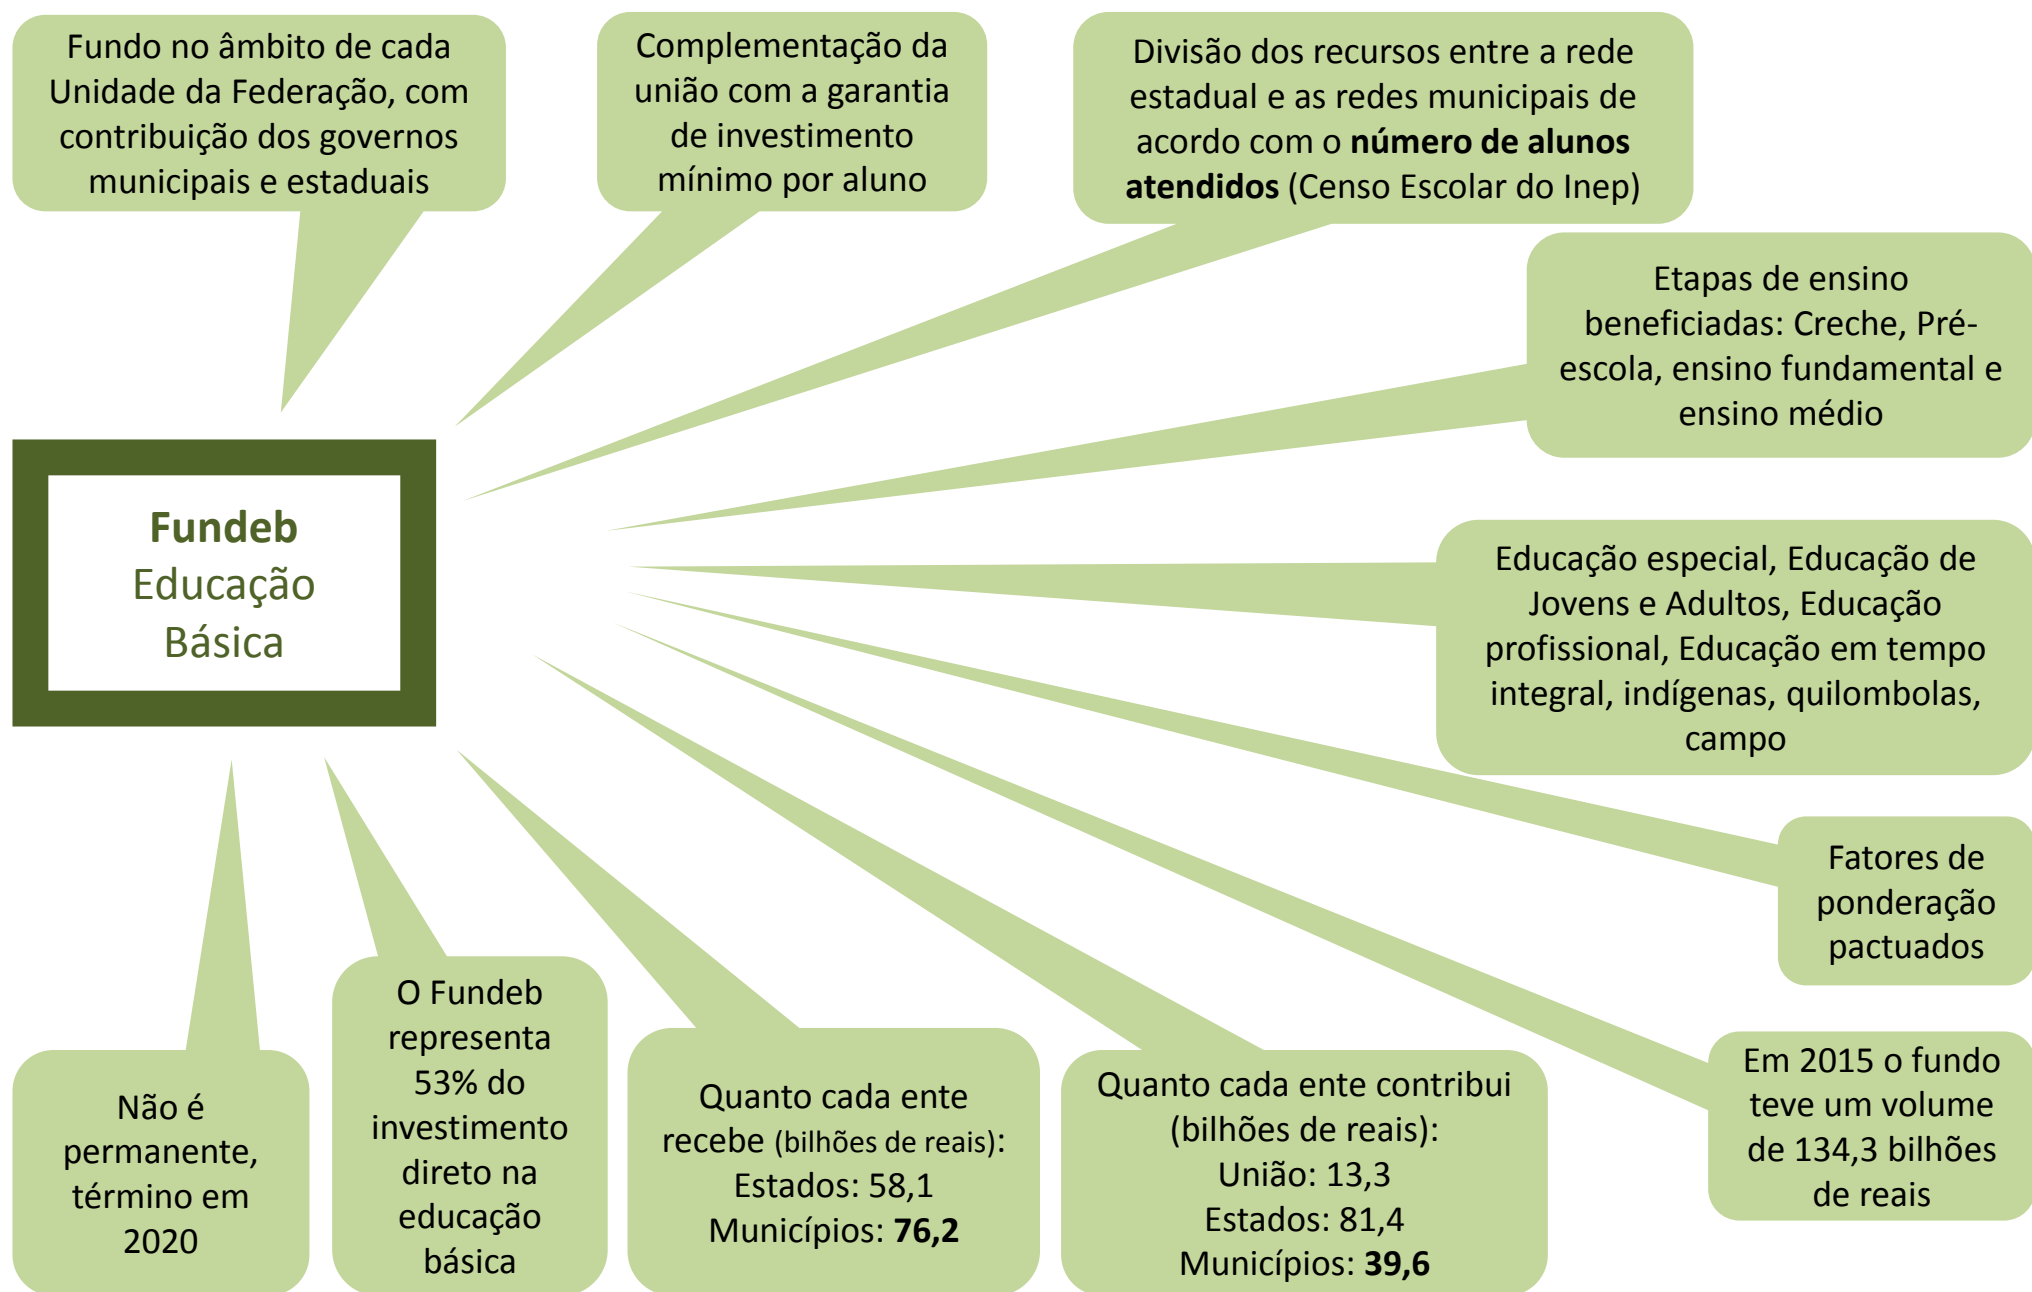 Fundo no âmbito de cada
Unidade da Federação, com
contribuição dos governos
municipais e estaduais
Complementação da
união com a garantia
de investimento
mínimo por aluno
Divisão dos recursos entre a rede
estadual e as redes municipais de
acordo com o número de alunos
atendidos (Censo Escolar do Inep)
Etapas de ensino
beneficiadas: Creche, Pré-
escola, ensino fundamental e
ensino médio
Fundeb
Educação
Básica
Educação especial, Educação de
Jovens e Adultos, Educação
profissional, Educação em tempo
integral, indígenas, quilombolas,
campo
Fatores de
ponderação
pactuados
Em 2015 o fundo
teve um volume
de 134,3 bilhões
de reais
Quanto cada ente contribui
(bilhões de reais):
União: 13,3
Estados: 81,4
Municípios: 39,6
Quanto cada ente
recebe (bilhões de reais):
Estados: 58,1
Municípios: 76,2
O Fundeb
representa
53% do
investimento
direto na
educação
básica
Não é
permanente,
término em
2020